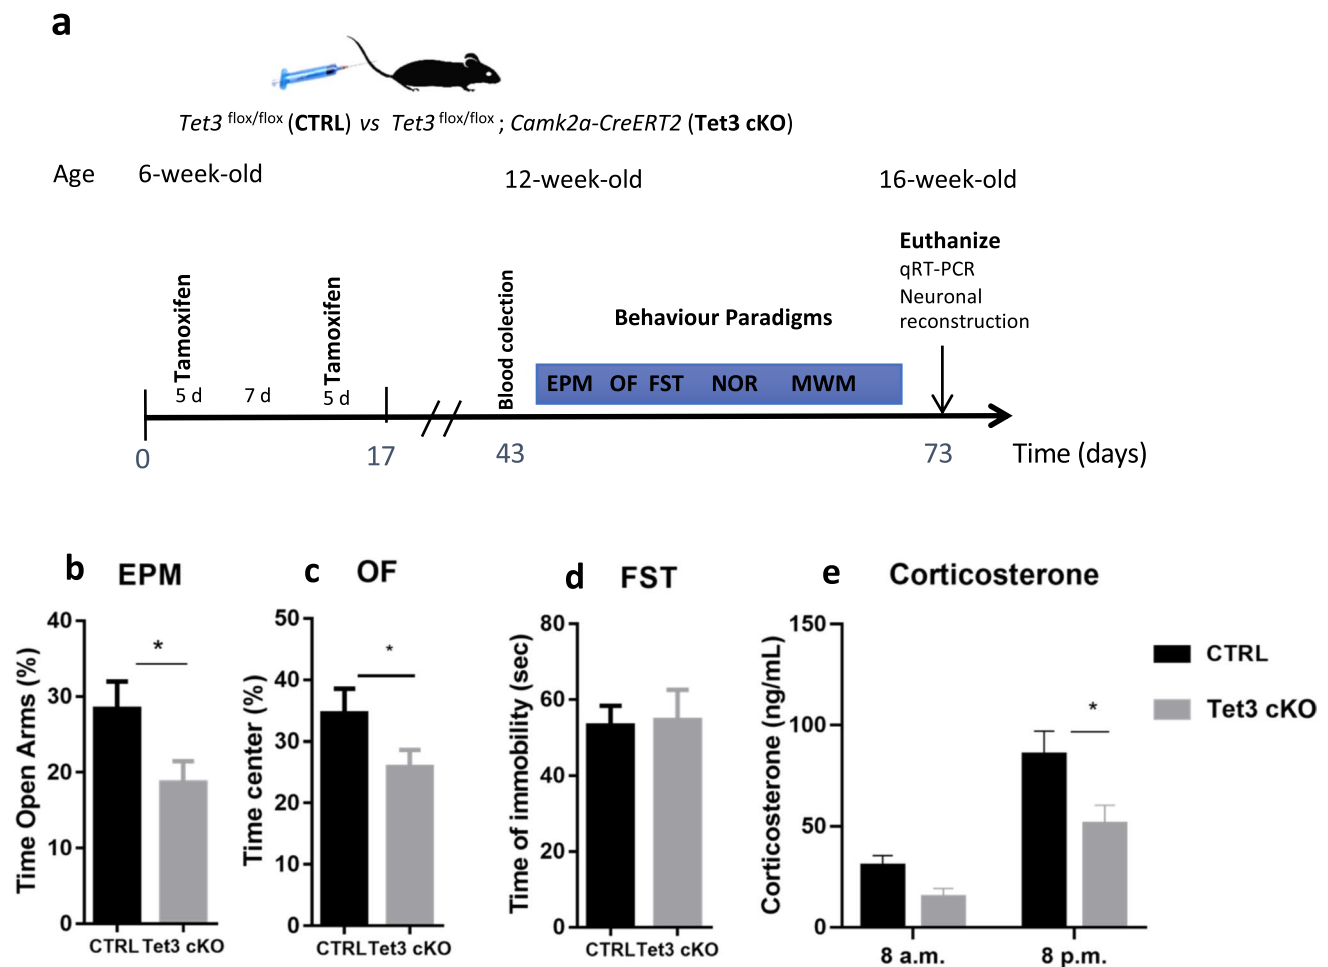 a
Tet3 flox/flox (CTRL) vs Tet3 flox/flox ; Camk2a-CreERT2 (Tet3 cKO)
Age 6-week-old 12-week-old 16-week-old
Euthanize
qRT-PCR
Neuronal
reconstruction
Tamoxifen
Tamoxifen
Blood colection
Behaviour Paradigms
EPM OF FST NOR MWM
5 d 7 d 5 d
0 17 43 73 Time (days)
b EPM
Time Open Arms (%)
40
30
20
10
0
CTRL Tet3 cKO
*
c OF
Time center (%)
50
40
30
20
10
0
CTRL Tet3 cKO
*
d FST
Time of immobility (sec)
80
60
40
20
0
CTRL Tet3 cKO
e Corticosterone
Corticosterone (ng/mL)
150
100
50
0
8 a.m. 8 p.m.
*
CTRL
Tet3 cKO